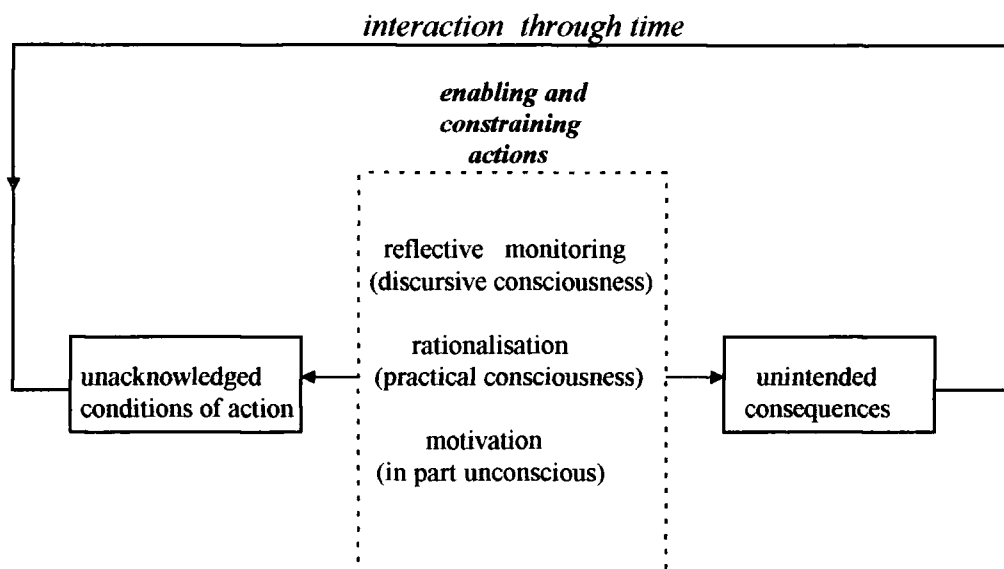 interaction through time
enabling and
constraining
actions
reflective monitoring
(discursive consciousness)
rationalisation
(practical consciousness)
motivation
(in part unconscious)
unacknowledged
conditions of action
unintended
consequences